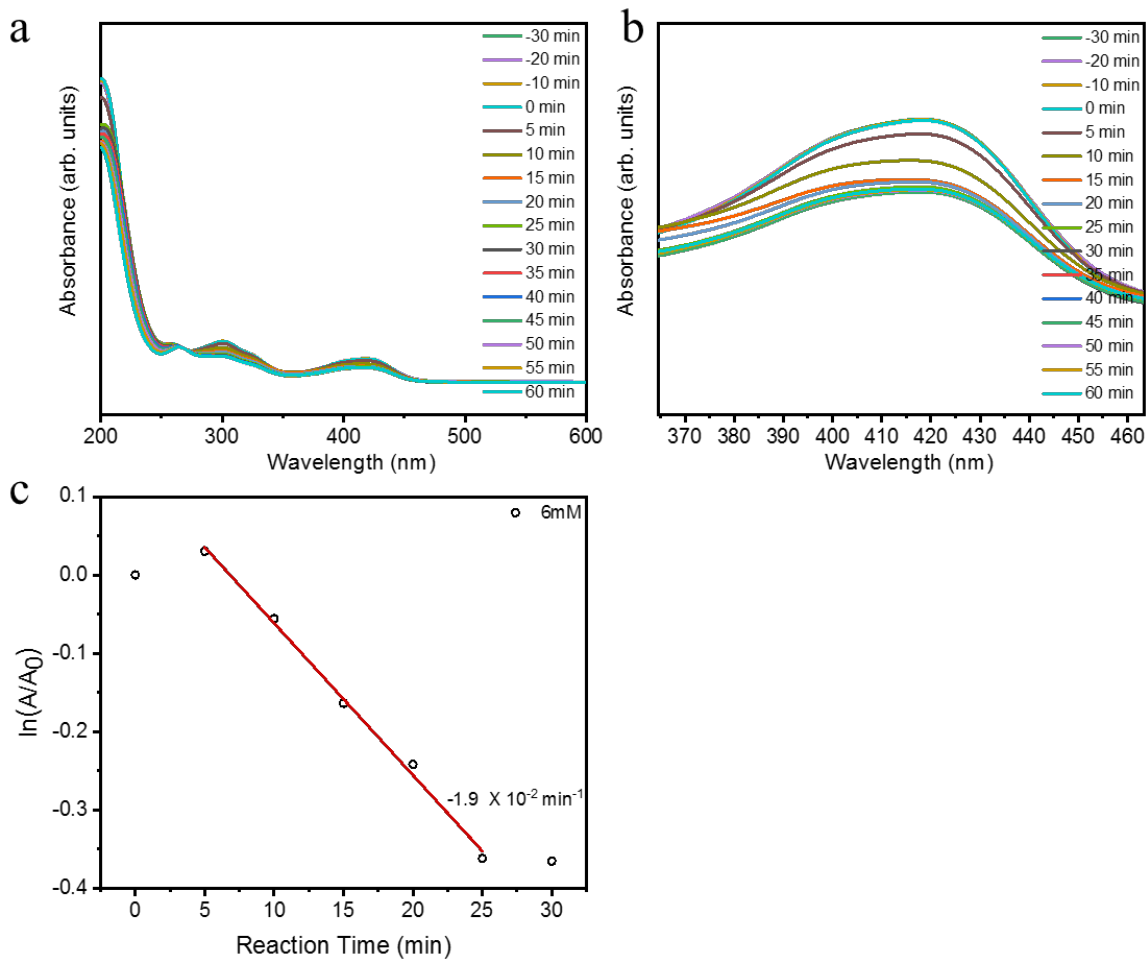 a
-30 min
-20 min
-10 min
0 min
5 min
10 min
15 min
20 min
25 min
30 min
35 min
40 min
45 min
50 min
55 min
60 min
Absorbance (arb. units)
200 300 400 500 600
Wavelength (nm)
b
-30 min
-20 min
-10 min
0 min
5 min
10 min
15 min
20 min
25 min
30 min
35 min
40 min
45 min
50 min
55 min
60 min
Absorbance (arb. units)
370 380 390 400 410 420 430 440 450 460
Wavelength (nm)
c
0.1
0.0
-0.1
-0.2
-0.3
-0.4
ln(A/A0)
6mM
-1.9 X 10-2 min-1
0 5 10 15 20 25 30
Reaction Time (min)